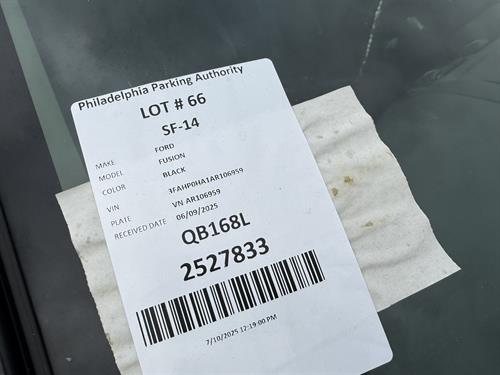 Philadelphia Parking Authority
LOT # 66
SF-14
MAKE FORD
MODEL FUSION
COLOR BLACK
VIN 3FAHP0HA1AR106959
PLATE VN AR106959
RECEIVED DATE 06/09/2025
QB168L
2527833
7/10/2025 12:19:00 PM